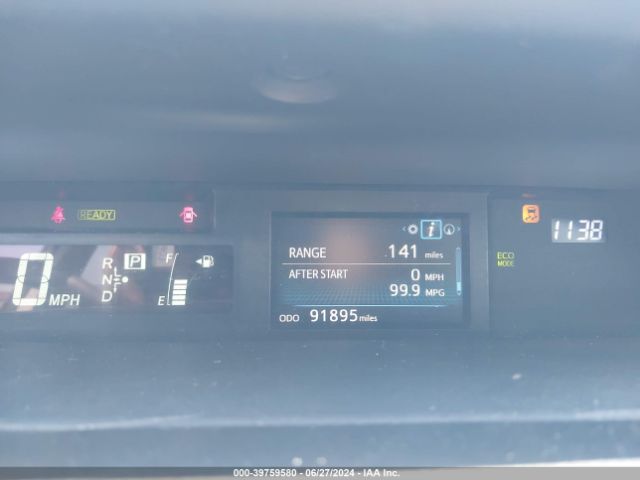 READY
0 MPH
R
N
D
P
F
E
RANGE 141 miles
AFTER START 0 MPH
99.9 MPG
ODO 91895 miles
ECO
MODE
1138
000-39759580 - 06/27/2024 - IAA Inc.